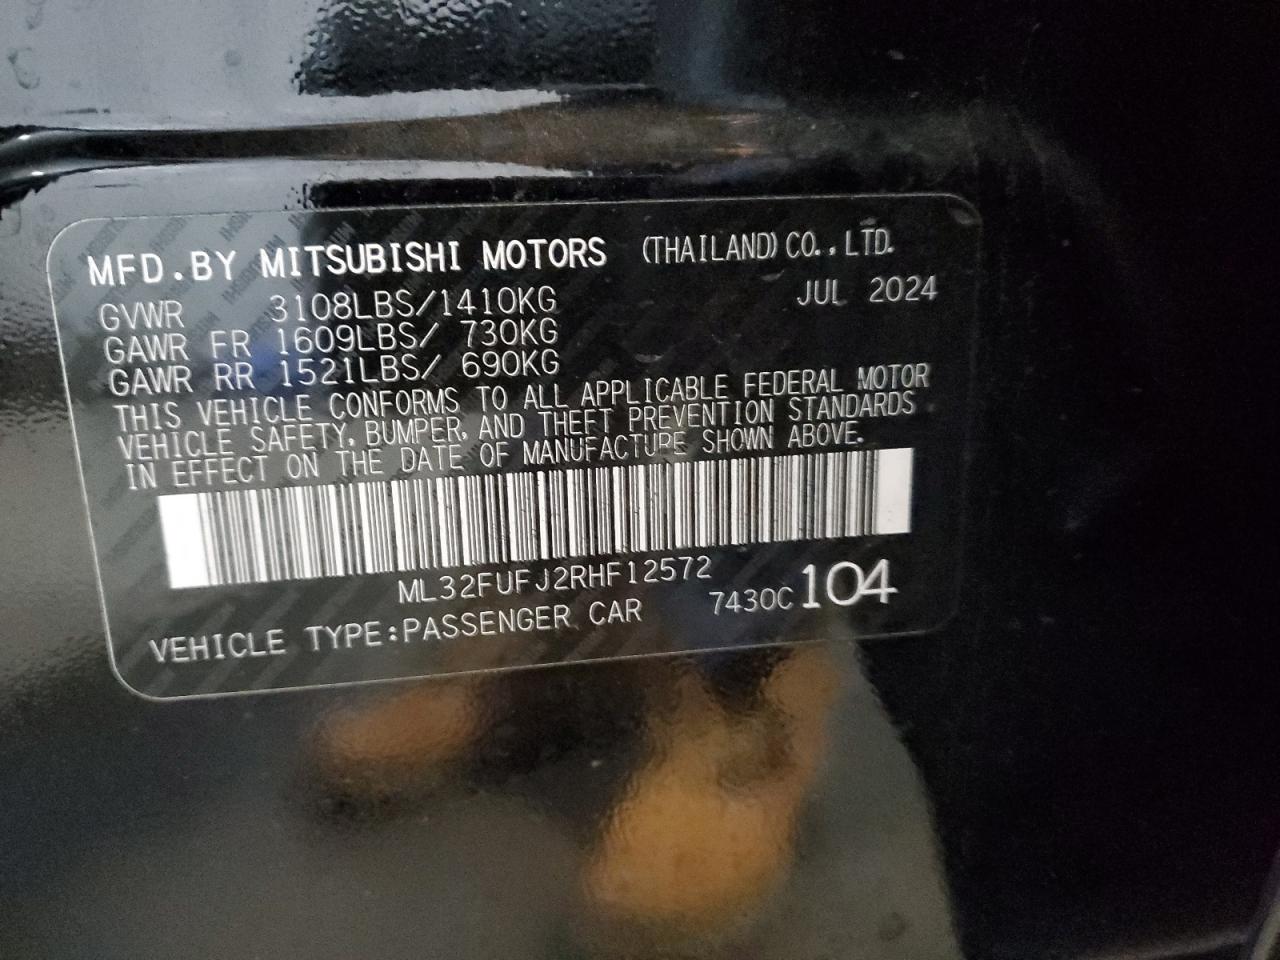 MFD.BY MITSUBISHI MOTORS (THAILAND) CO., LTD.
GVWR 3108LBS/1410KG JUL 2024
GAWR FR 1609LBS/ 730KG
GAWR RR 1521LBS/ 690KG
THIS VEHICLE CONFORMS TO ALL APPLICABLE FEDERAL MOTOR
VEHICLE SAFETY, BUMPER, AND THEFT PREVENTION STANDARDS
IN EFFECT ON THE DATE OF MANUFACTURE SHOWN ABOVE.
ML32FUFJ2RHF12572
7430C 104
VEHICLE TYPE:PASSENGER CAR